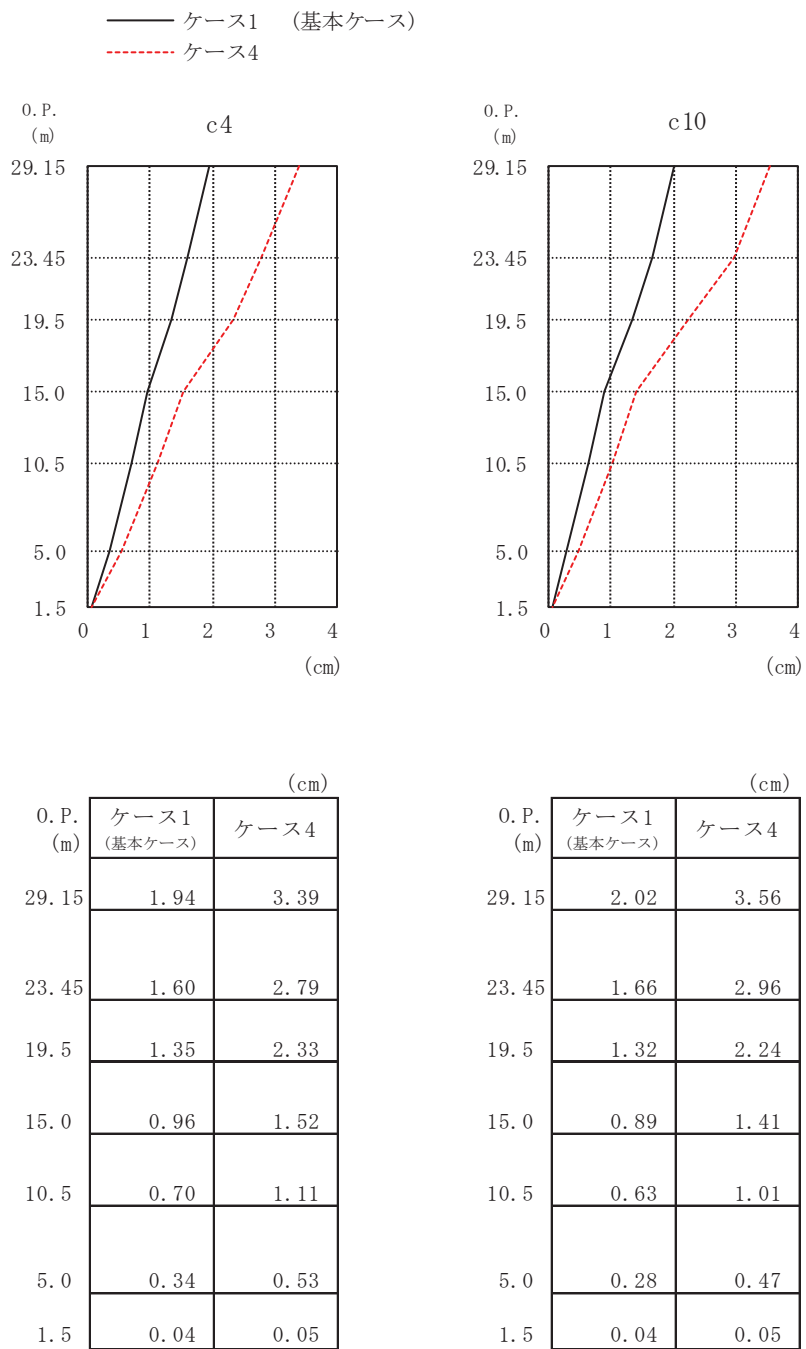 ケース1 (基本ケース)
ケース4
O.P.
(m)
c4
29.15
23.45
19.5
15.0
10.5
5.0
1.5
0 1 2 3 4
(cm)
O.P.
(m)
c10
29.15
23.45
19.5
15.0
10.5
5.0
1.5
0 1 2 3 4
(cm)
(cm)
O.P.
(m)
ケース1
(基本ケース)
ケース4
29.15 1.94 3.39
23.45 1.60 2.79
19.5 1.35 2.33
15.0 0.96 1.52
10.5 0.70 1.11
5.0 0.34 0.53
1.5 0.04 0.05
(cm)
O.P.
(m)
ケース1
(基本ケース)
ケース4
29.15 2.02 3.56
23.45 1.66 2.96
19.5 1.32 2.24
15.0 0.89 1.41
10.5 0.63 1.01
5.0 0.28 0.47
1.5 0.04 0.05